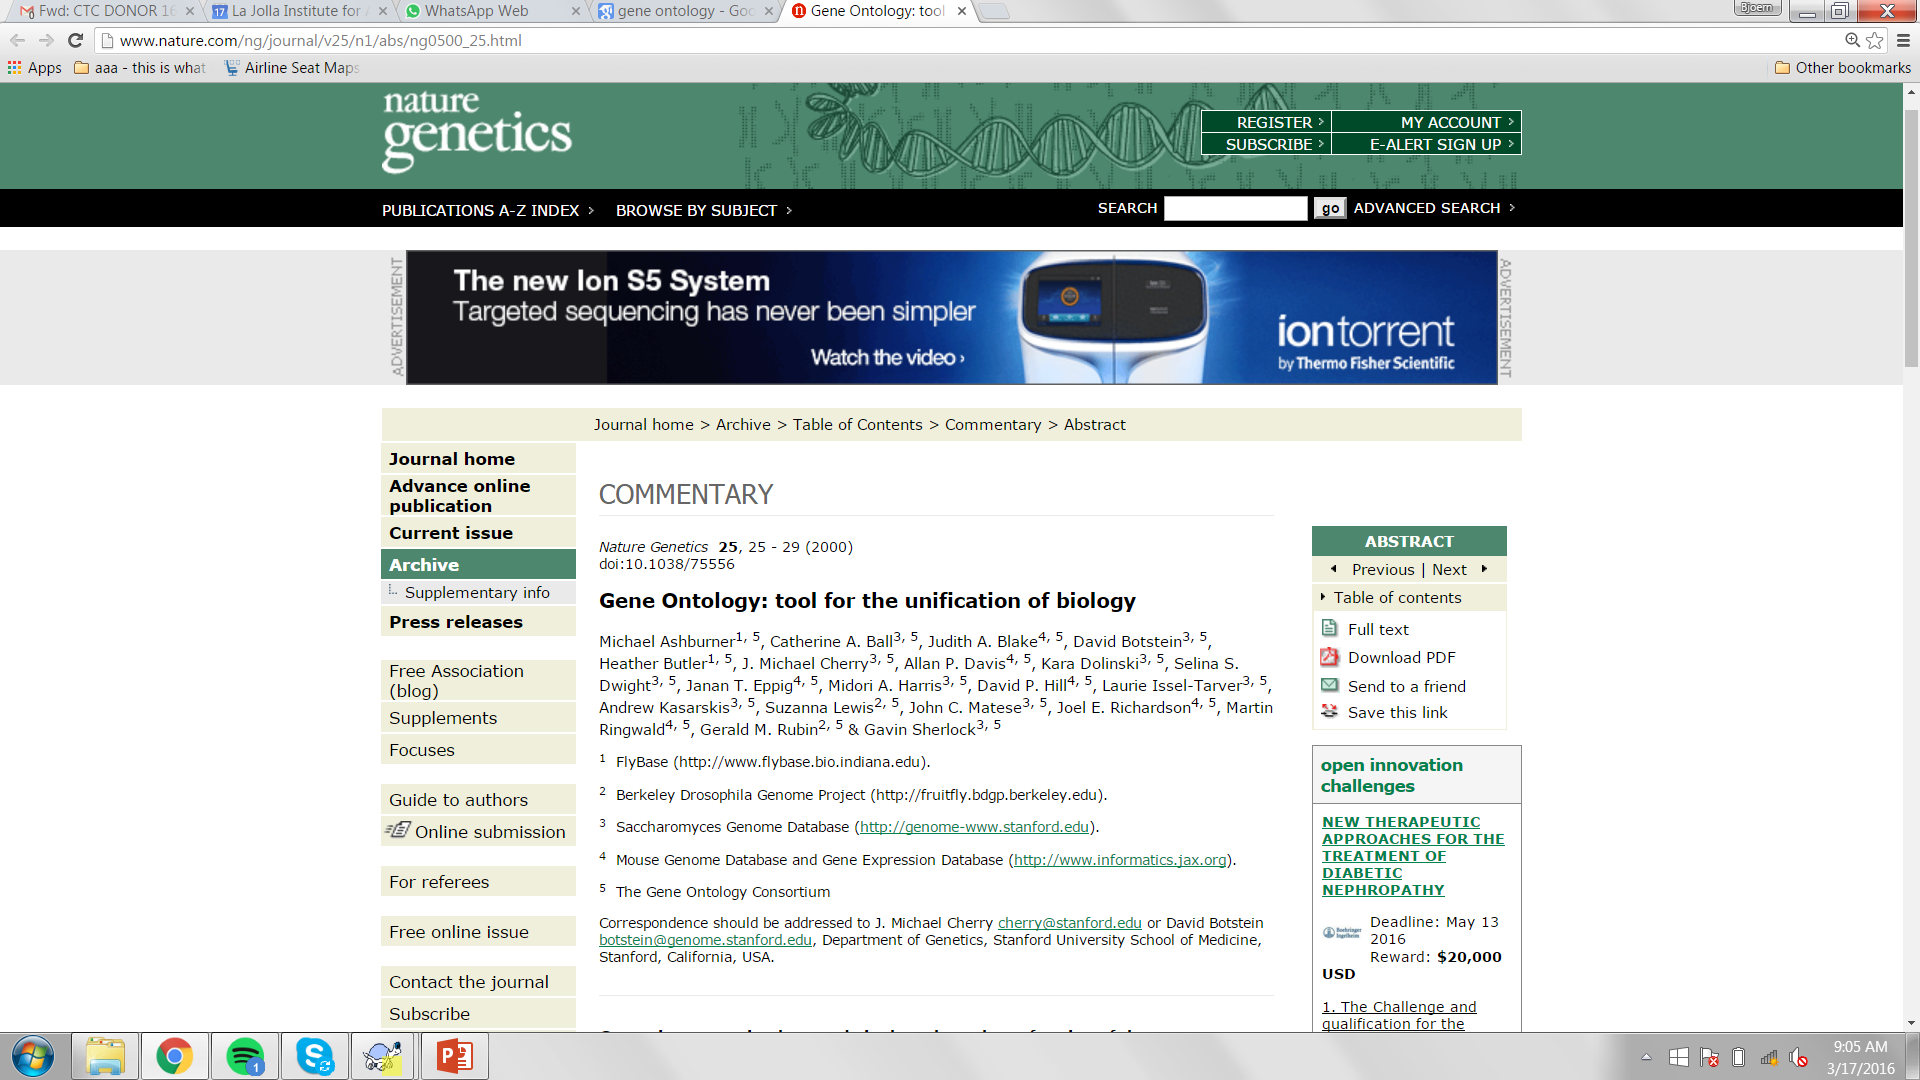 Fwd: CTC DONOR 16
La Jolla Institute for
WhatsApp Web
gene ontology - Goo
Gene Ontology: tool
Bjoern
www.nature.com/ng/journal/v25/n1/abs/ng0500_25.html
Apps
aaa - this is what
Airline Seat Maps
Other bookmarks
nature
genetics
REGISTER
MY ACCOUNT
SUBSCRIBE
E-ALERT SIGN UP
PUBLICATIONS A-Z INDEX
BROWSE BY SUBJECT
SEARCH
go
ADVANCED SEARCH
ADVERTISEMENT
The new Ion S5 System
Targeted sequencing has never been simpler
Watch the video ›
iontorrent
by Thermo Fisher Scientific
ADVERTISEMENT
Journal home > Archive > Table of Contents > Commentary > Abstract
Journal home
Advance online
publication
Current issue
Archive
Supplementary info
Press releases
Free Association
(blog)
Supplements
Focuses
Guide to authors
Online submission
For referees
Free online issue
Contact the journal
Subscribe
COMMENTARY
Nature Genetics 25, 25 - 29 (2000)
doi:10.1038/75556
Gene Ontology: tool for the unification of biology
Michael Ashburner1, 5, Catherine A. Ball3, 5, Judith A. Blake4, 5, David Botstein3, 5,
Heather Butler1, 5, J. Michael Cherry3, 5, Allan P. Davis4, 5, Kara Dolinski3, 5, Selina S.
Dwight3, 5, Janan T. Eppig4, 5, Midori A. Harris3, 5, David P. Hill4, 5, Laurie Issel-Tarver3, 5,
Andrew Kasarskis3, 5, Suzanna Lewis2, 5, John C. Matese3, 5, Joel E. Richardson4, 5, Martin
Ringwald4, 5, Gerald M. Rubin2, 5 & Gavin Sherlock3, 5
1 FlyBase (http://www.flybase.bio.indiana.edu).
2 Berkeley Drosophila Genome Project (http://fruitfly.bdgp.berkeley.edu).
3 Saccharomyces Genome Database (http://genome-www.stanford.edu).
4 Mouse Genome Database and Gene Expression Database (http://www.informatics.jax.org).
5 The Gene Ontology Consortium
Correspondence should be addressed to J. Michael Cherry cherry@stanford.edu or David Botstein
botstein@genome.stanford.edu, Department of Genetics, Stanford University School of Medicine,
Stanford, California, USA.
ABSTRACT
Previous | Next
Table of contents
Full text
Download PDF
Send to a friend
Save this link
open innovation
challenges
NEW THERAPEUTIC
APPROACHES FOR THE
TREATMENT OF
DIABETIC
NEPHROPATHY
Boehringer
Ingelheim
Deadline: May 13
2016
Reward: $20,000
USD
1. The Challenge and
qualification for the
1
9:05 AM
3/17/2016